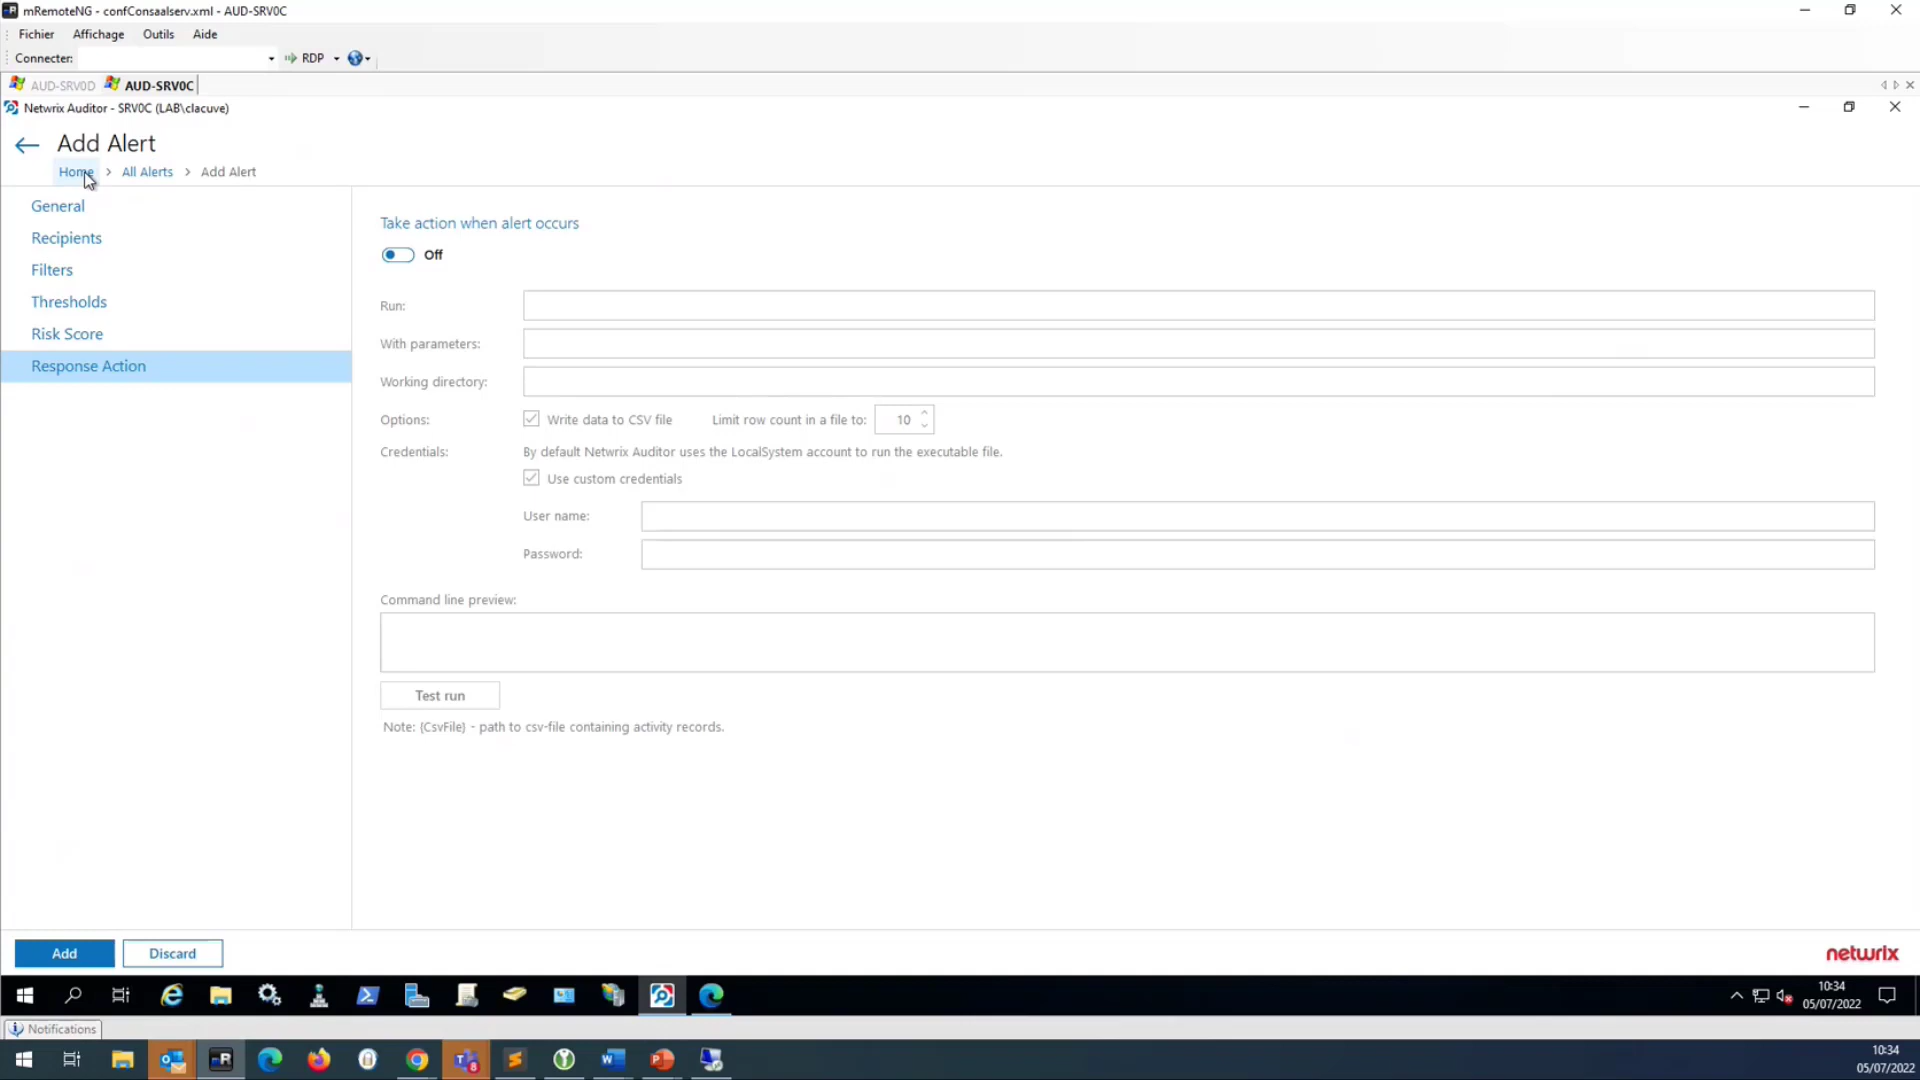 mRemoteNG - confConsaalserv.xml - AUD-SRV0C
Fichier Affichage Outils Aide
Connecter: RDP
AUD-SRV0D AUD-SRV0C
Netwrix Auditor - SRV0C (LAB\clacuve)
Add Alert
Home > All Alerts > Add Alert
General
Recipients
Filters
Thresholds
Risk Score
Response Action
Take action when alert occurs
Off
Run:
With parameters:
Working directory:
Options: Write data to CSV file Limit row count in a file to: 10
Credentials: By default Netwrix Auditor uses the LocalSystem account to run the executable file.
Use custom credentials
User name:
Password:
Command line preview:
Test run
Note: {CsvFile} - path to csv-file containing activity records.
Add Discard
netwrix
10:34
05/07/2022
Notifications
10:34
05/07/2022